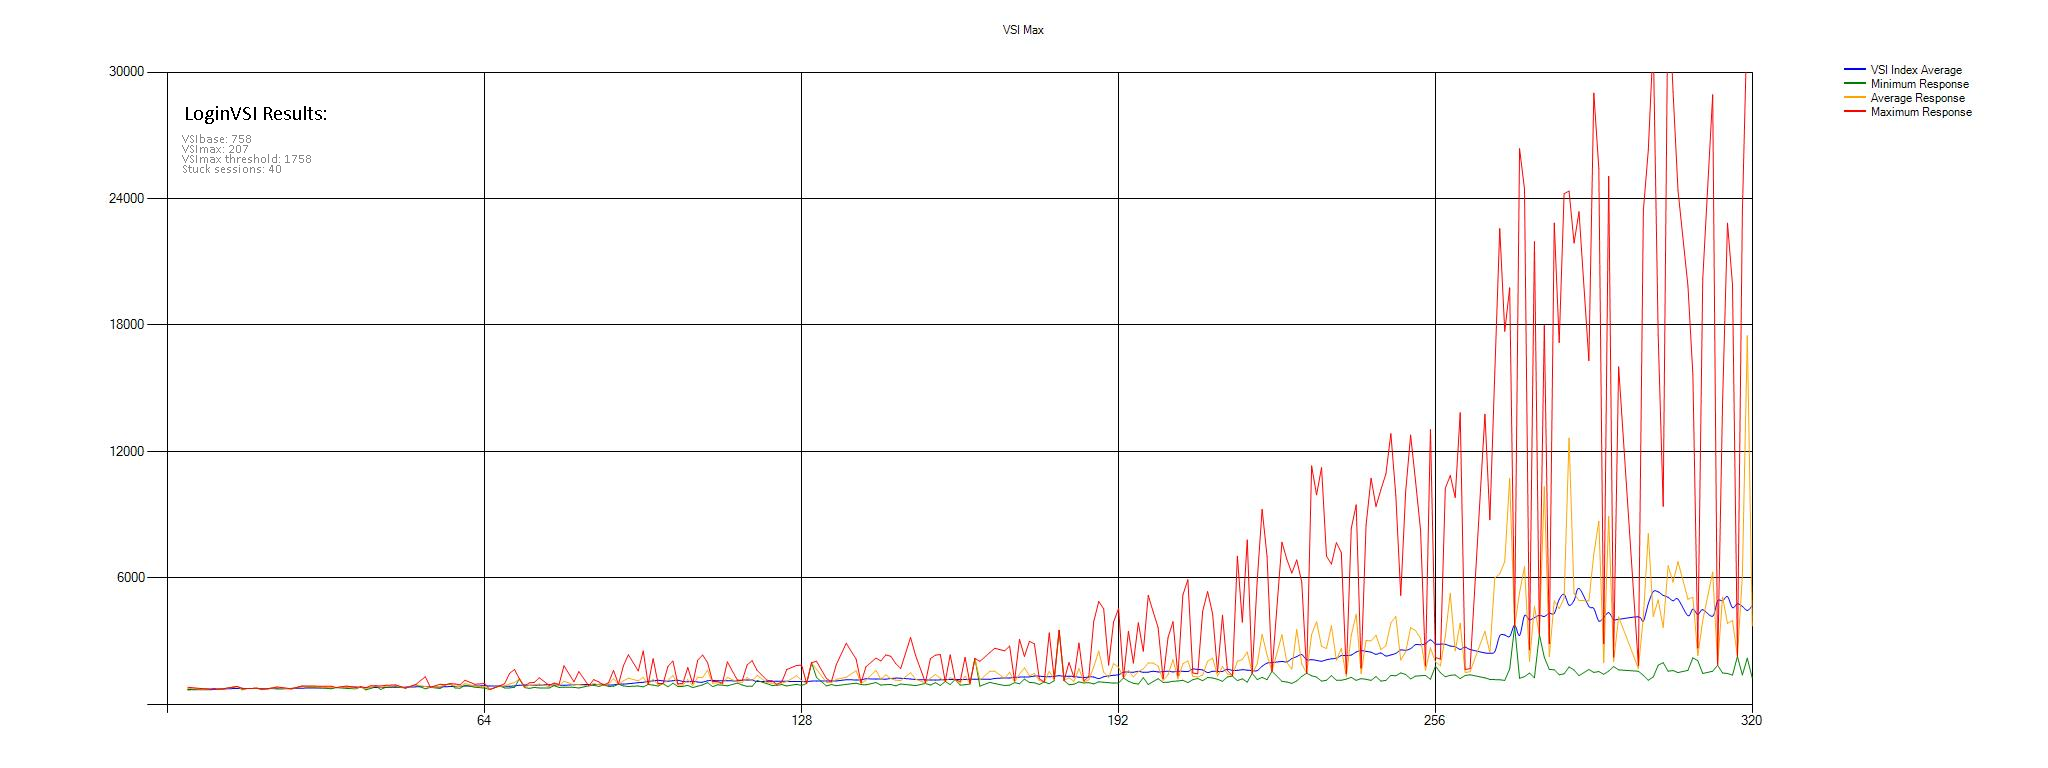 VSI Max
30000
24000
18000
12000
6000
LoginVSI Results:
VSIbase: 758
VSImax: 207
VSImax threshold: 1758
Stuck sessions: 40
64
128
192
256
320
VSI Index Average
Minimum Response
Average Response
Maximum Response